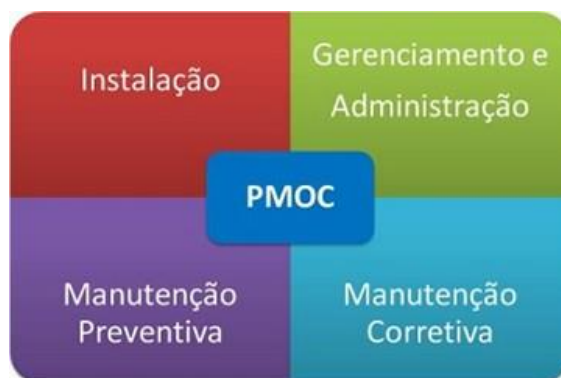 Instalação
Gerenciamento e
Administração
PMOC
Manutenção
Preventiva
Manutenção
Corretiva